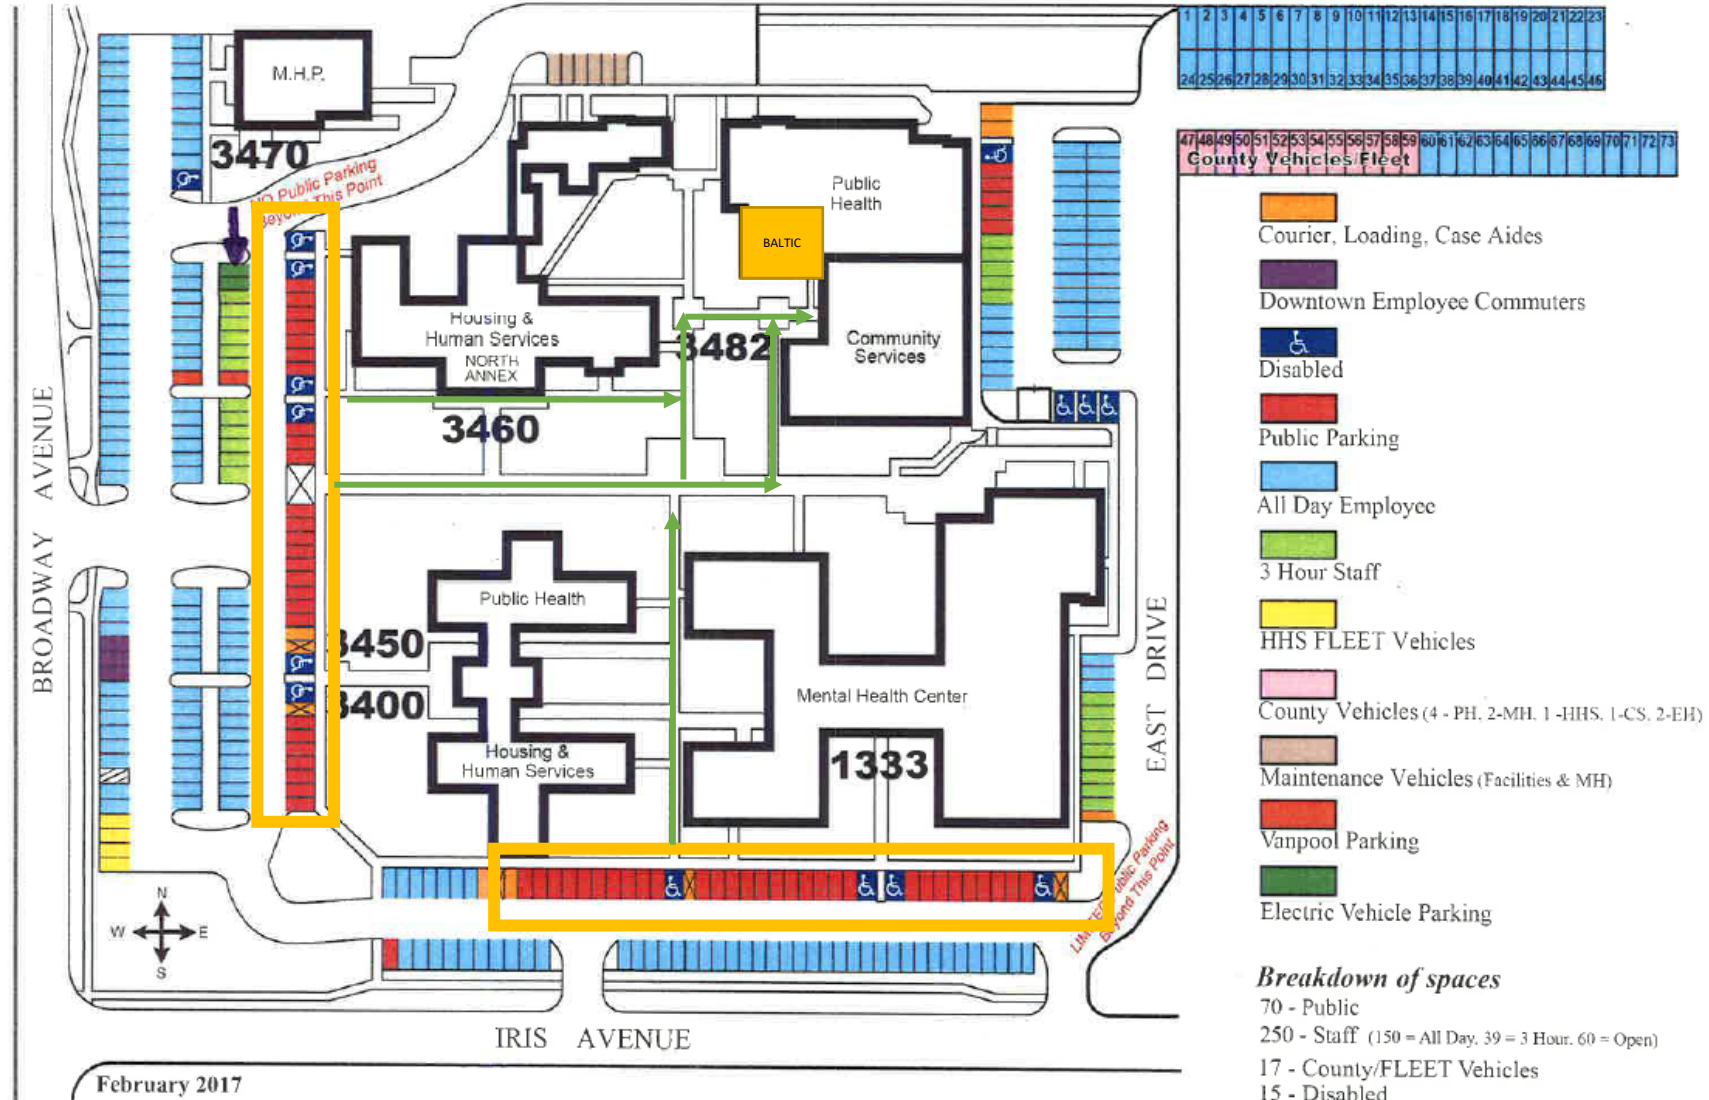 1 2 3 4 5 6 7 8 9 10 11 12 13 14 15 16 17 18 19 20 21 22 23
24 25 26 27 28 29 30 31 32 33 34 35 36 37 38 39 40 41 42 43 44 45 46
47 48 49 50 51 52 53 54 55 56 57 58 59 60 61 62 63 64 65 66 67 68 69 70 71 72 73
County Vehicles/Fleet
M.H.P.
3470
NO Public Parking
Beyond This Point
Public
Health
BALTIC
Housing &
Human Services
NORTH
ANNEX
3482
Community
Services
3460
BROADWAY AVENUE
Public Health
3450
3400
Housing &
Human Services
Mental Health Center
1333
EAST DRIVE
LIMITED Public Parking
Beyond This Point
N
W E
S
IRIS AVENUE
February 2017
Courier, Loading, Case Aides
Downtown Employee Commuters
Disabled
Public Parking
All Day Employee
3 Hour Staff
HHS FLEET Vehicles
County Vehicles (4 - PH. 2-MH. 1 -HHS. 1-CS. 2-EH)
Maintenance Vehicles (Facilities & MH)
Vanpool Parking
Electric Vehicle Parking
Breakdown of spaces
70 - Public
250 - Staff (150 = All Day. 39 = 3 Hour. 60 = Open)
17 - County/FLEET Vehicles
15 - Disabled